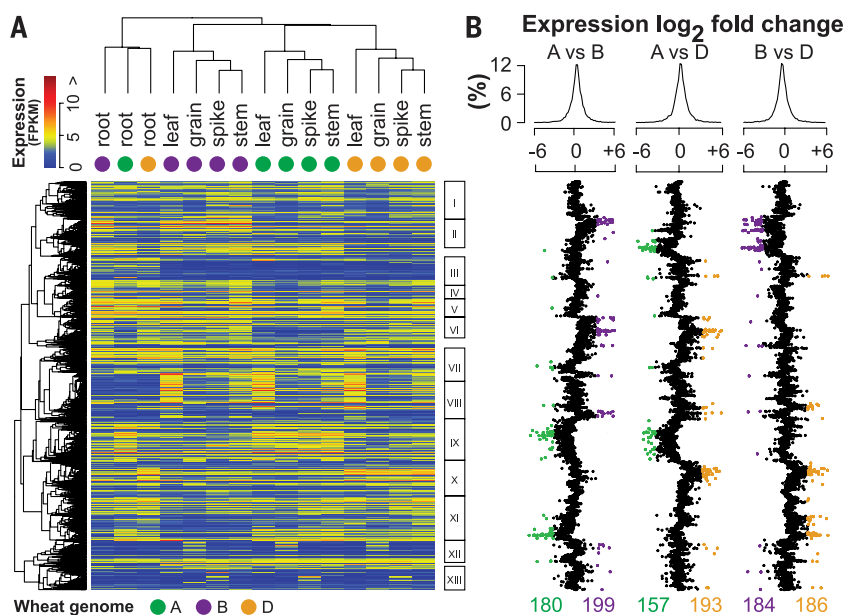 A
Expression
(FPKM)
0
5
10
>
root
root
root
leaf
grain
spike
stem
leaf
grain
spike
stem
leaf
grain
spike
stem
I
II
III
IV
V
VI
VII
VIII
IX
X
XI
XII
XIII
Wheat genome A B D
B
Expression log2 fold change
A vs B A vs D B vs D
(%)
12
6
0
-6 0 +6 -6 0 +6 -6 0 +6
180 199 157 193 184 186